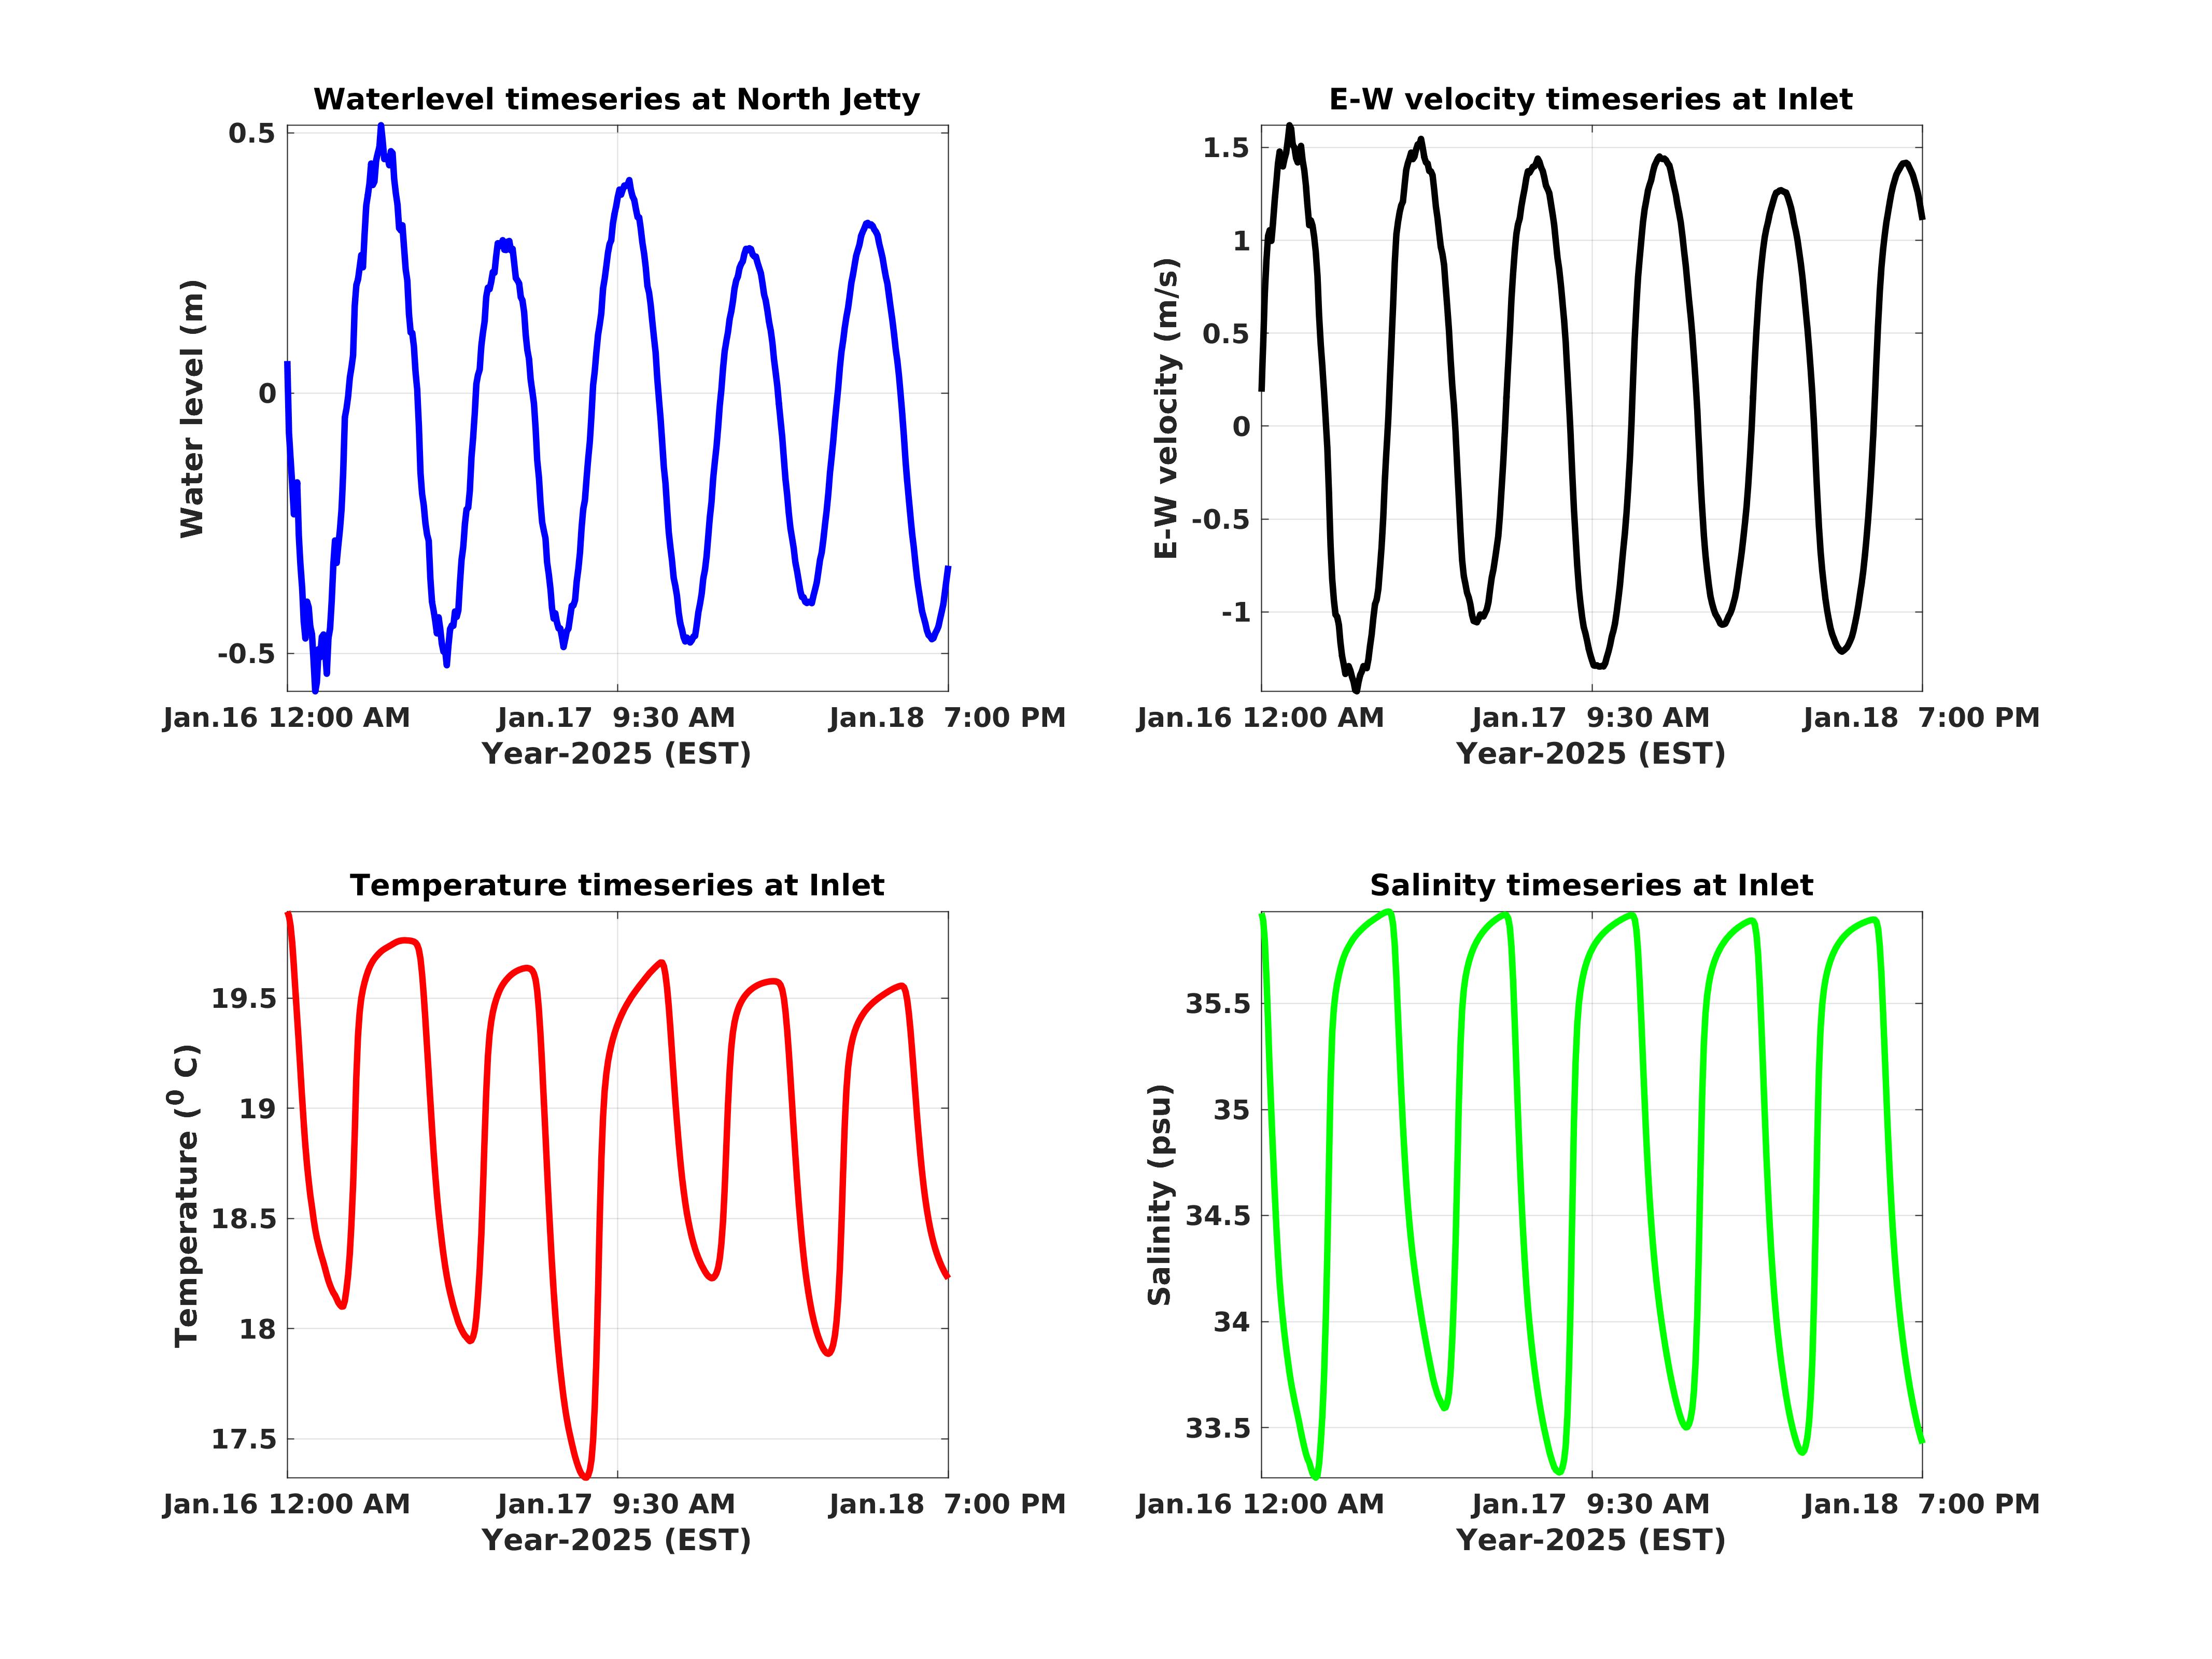 Waterlevel timeseries at North Jetty
0.5
0
-0.5
Water level (m)
Jan.16 12:00 AM Jan.17 9:30 AM Jan.18 7:00 PM
Year-2025 (EST)
E-W velocity timeseries at Inlet
1.5
1
0.5
0
-0.5
-1
E-W velocity (m/s)
Jan.16 12:00 AM Jan.17 9:30 AM Jan.18 7:00 PM
Year-2025 (EST)
Temperature timeseries at Inlet
19.5
19
18.5
18
17.5
Temperature (⁰ C)
Jan.16 12:00 AM Jan.17 9:30 AM Jan.18 7:00 PM
Year-2025 (EST)
Salinity timeseries at Inlet
35.5
35
34.5
34
33.5
Salinity (psu)
Jan.16 12:00 AM Jan.17 9:30 AM Jan.18 7:00 PM
Year-2025 (EST)